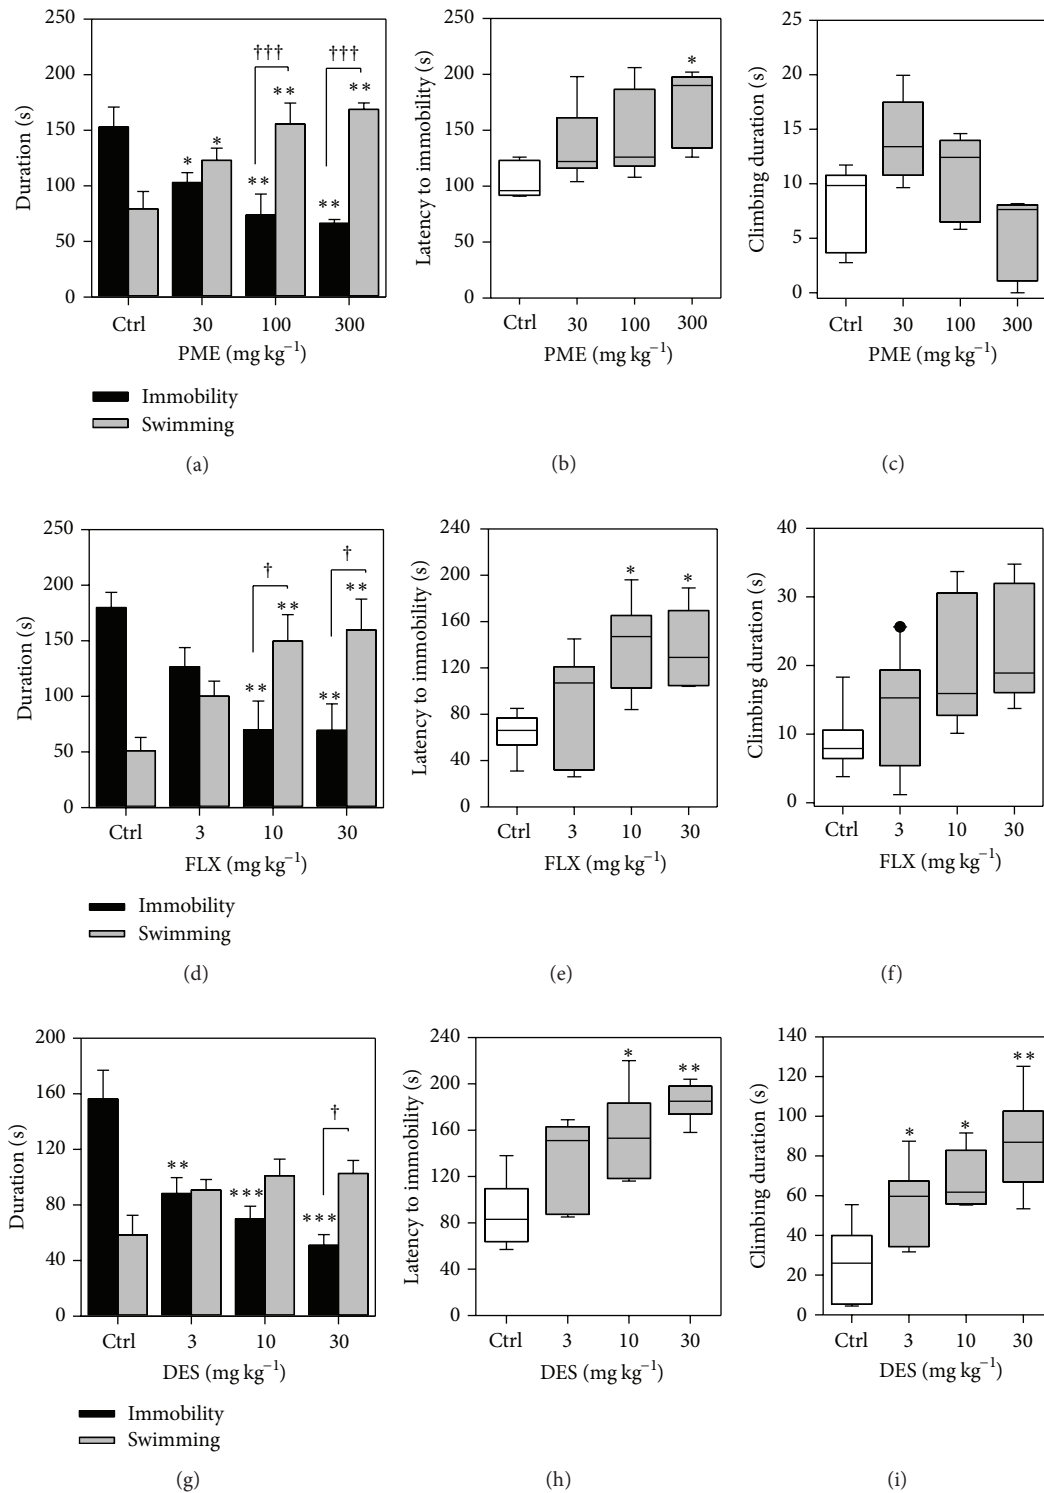 250
200
150
100
50
0
Duration (s)
†††
†††
*
*
**
**
**
**
Ctrl
30
100
300
PME (mg kg−1)
Immobility
Swimming
(a)
250
200
150
100
50
0
Latency to immobility (s)
*
Ctrl
30
100
300
PME (mg kg−1)
(b)
25
20
15
10
5
0
Climbing duration (s)
Ctrl
30
100
300
PME (mg kg−1)
(c)
250
200
150
100
50
0
Duration (s)
†
†
**
**
**
**
Ctrl
3
10
30
FLX (mg kg−1)
Immobility
Swimming
(d)
240
200
160
120
80
40
0
Latency to immobility (s)
*
*
Ctrl
3
10
30
FLX (mg kg−1)
(e)
40
30
20
10
0
Climbing duration (s)
Ctrl
3
10
30
FLX (mg kg−1)
(f)
200
160
120
80
40
0
Duration (s)
†
**
***
***
Ctrl
3
10
30
DES (mg kg−1)
Immobility
Swimming
(g)
240
200
160
120
80
40
0
Latency to immobility (s)
*
**
Ctrl
3
10
30
DES (mg kg−1)
(h)
140
120
100
80
60
40
20
0
Climbing duration (s)
*
*
**
Ctrl
3
10
30
DES (mg kg−1)
(i)